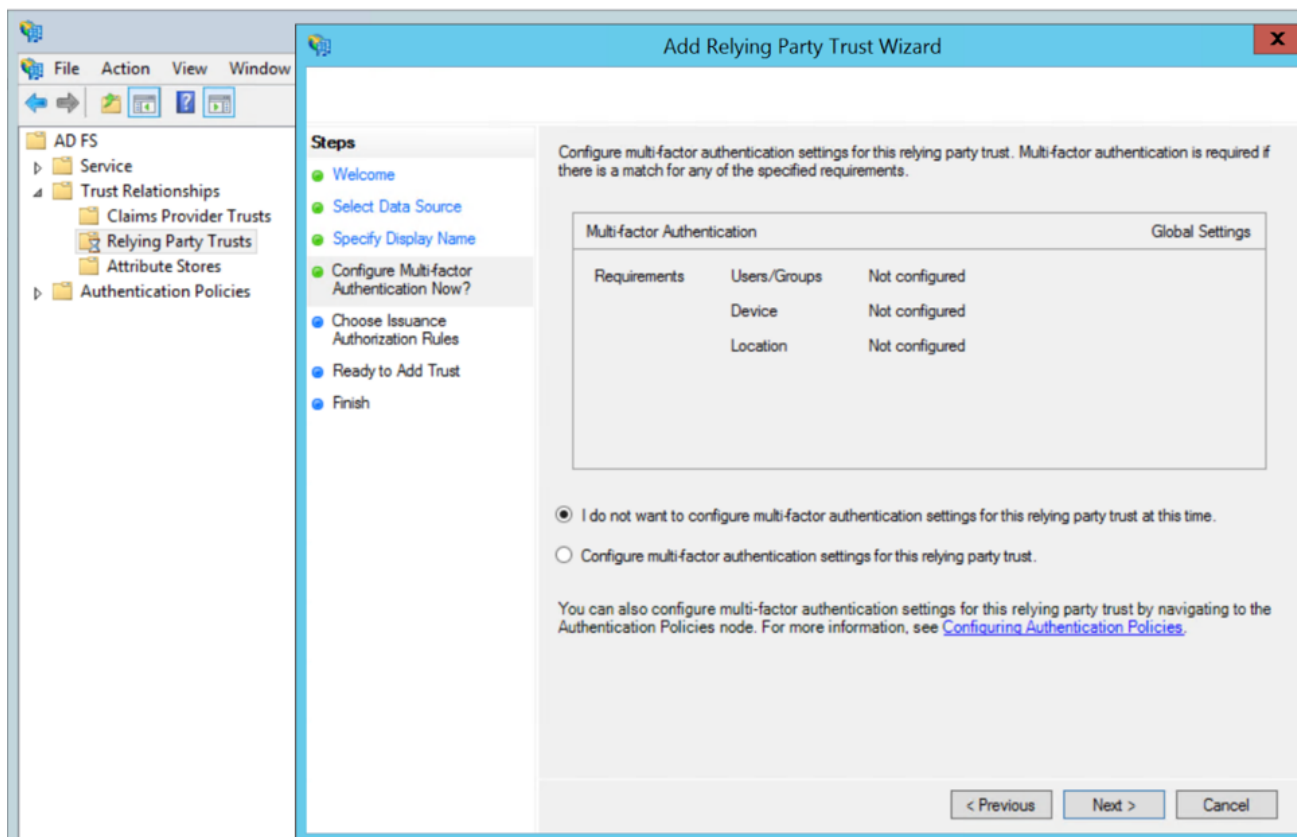 Add Relying Party Trust Wizard
X
File Action View Window
AD FS
Service
Trust Relationships
Claims Provider Trusts
Relying Party Trusts
Attribute Stores
Authentication Policies
Steps
Welcome
Select Data Source
Specify Display Name
Configure Multi-factor
Authentication Now?
Choose Issuance
Authorization Rules
Ready to Add Trust
Finish
Configure multi-factor authentication settings for this relying party trust. Multi-factor authentication is required if
there is a match for any of the specified requirements.
Multi-factor Authentication Global Settings
Requirements Users/Groups Not configured
Device Not configured
Location Not configured
I do not want to configure multi-factor authentication settings for this relying party trust at this time.
Configure multi-factor authentication settings for this relying party trust.
You can also configure multi-factor authentication settings for this relying party trust by navigating to the
Authentication Policies node. For more information, see Configuring Authentication Policies.
< Previous Next > Cancel